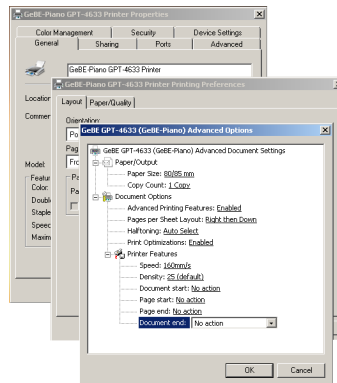 GeBE-Piano GPT-4633 Printer Properties
Color Management Security Device Settings
General Sharing Ports Advanced
GeBE-Piano GPT-4633 Printer
GeBE-Piano GPT-4633 Printer Printing Preferences
Layout Paper/Quality
Orientation:
GeBE GPT-4633 (GeBE-Piano) Advanced Options
GeBE GPT-4633 (GeBE-Piano) Advanced Document Settings
Paper/Output
Paper Size: 80/85 mm
Copy Count: 1 Copy
Document Options
Advanced Printing Features: Enabled
Pages per Sheet Layout: Right then Down
Halftoning: Auto Select
Print Optimizations: Enabled
Printer Features
Speed: 160mm/s
Density: 25 (default)
Document start: No action
Page start: No action
Page end: No action
Document end: No action
OK Cancel
Locatior
Commer
Model:
Featur
Color:
Double
Staple
Speed
Maxim
Po
Pag
Fro
Pa
Pa